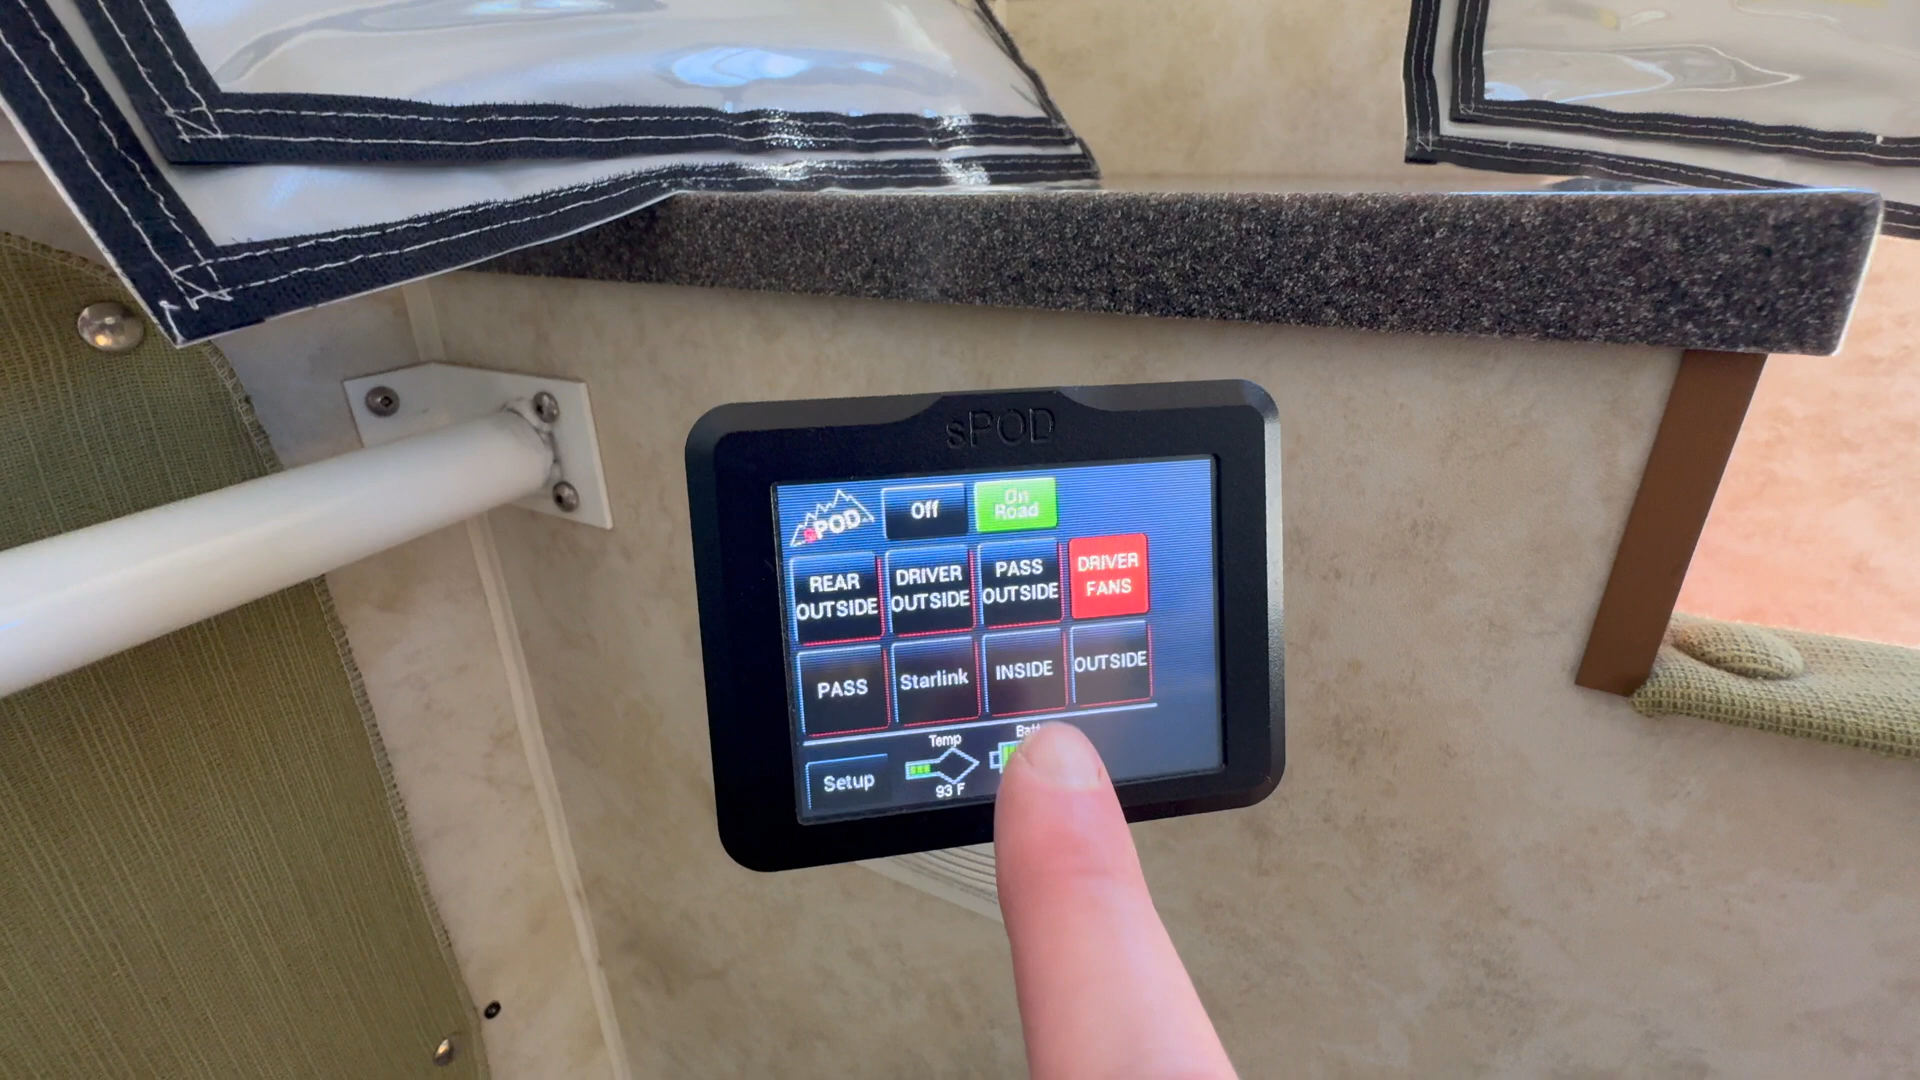 sPOD
sPOD
Off
On
Road
REAR
OUTSIDE
DRIVER
OUTSIDE
PASS
OUTSIDE
DRIVER
FANS
PASS
Starlink
INSIDE
OUTSIDE
Setup
Temp
93 F